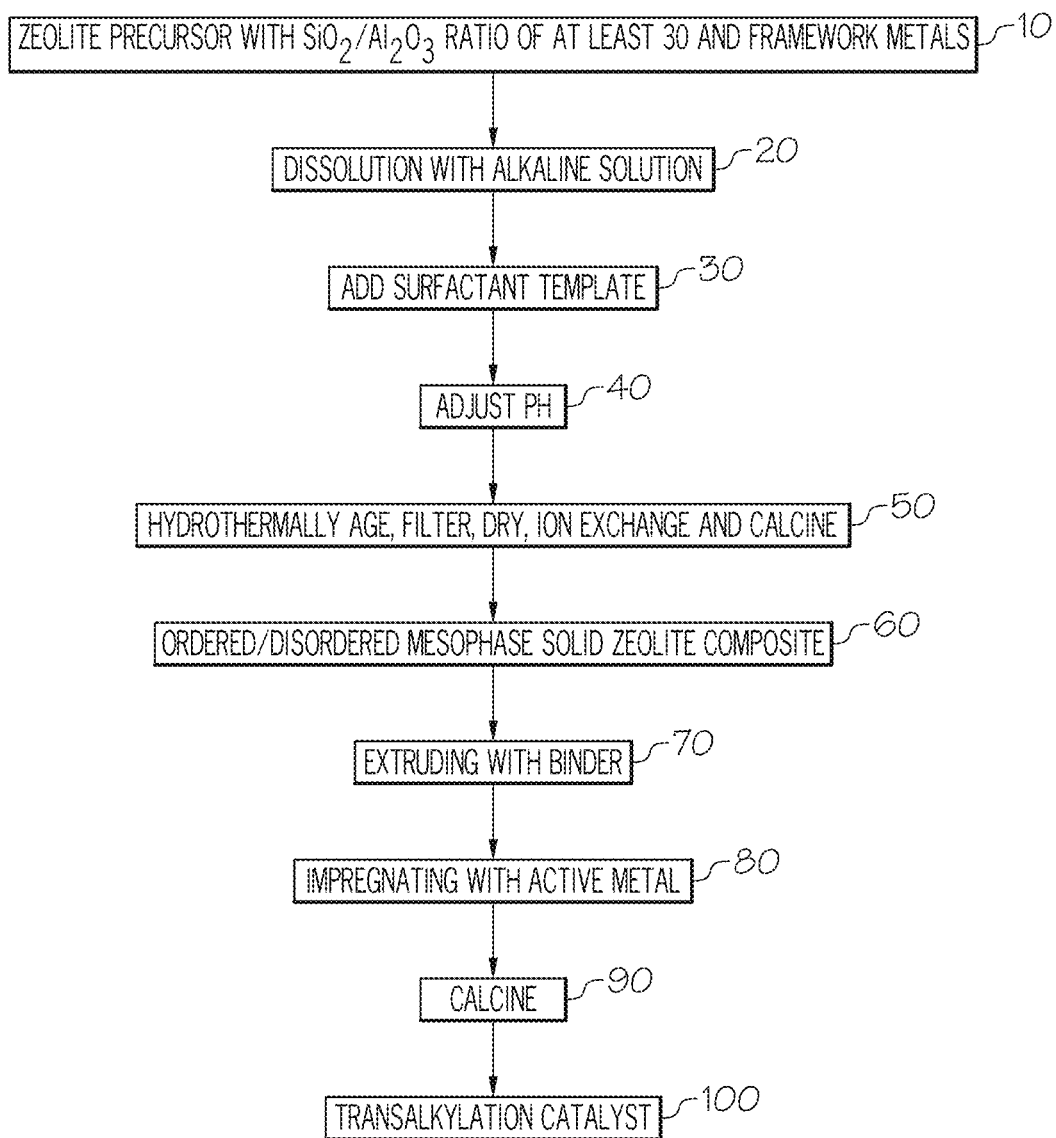 ZEOLITE PRECURSOR WITH SiO₂/Al₂O₃ RATIO OF AT LEAST 30 AND FRAMEWORK METALS 10
DISSOLUTION WITH ALKALINE SOLUTION 20
ADD SURFACTANT TEMPLATE 30
ADJUST PH 40
HYDROTHERMALLY AGE, FILTER, DRY, ION EXCHANGE AND CALCINE 50
ORDERED/DISORDERED MESOPHASE SOLID ZEOLITE COMPOSITE 60
EXTRUDING WITH BINDER 70
IMPREGNATING WITH ACTIVE METAL 80
CALCINE 90
TRANSALKYLATION CATALYST 100